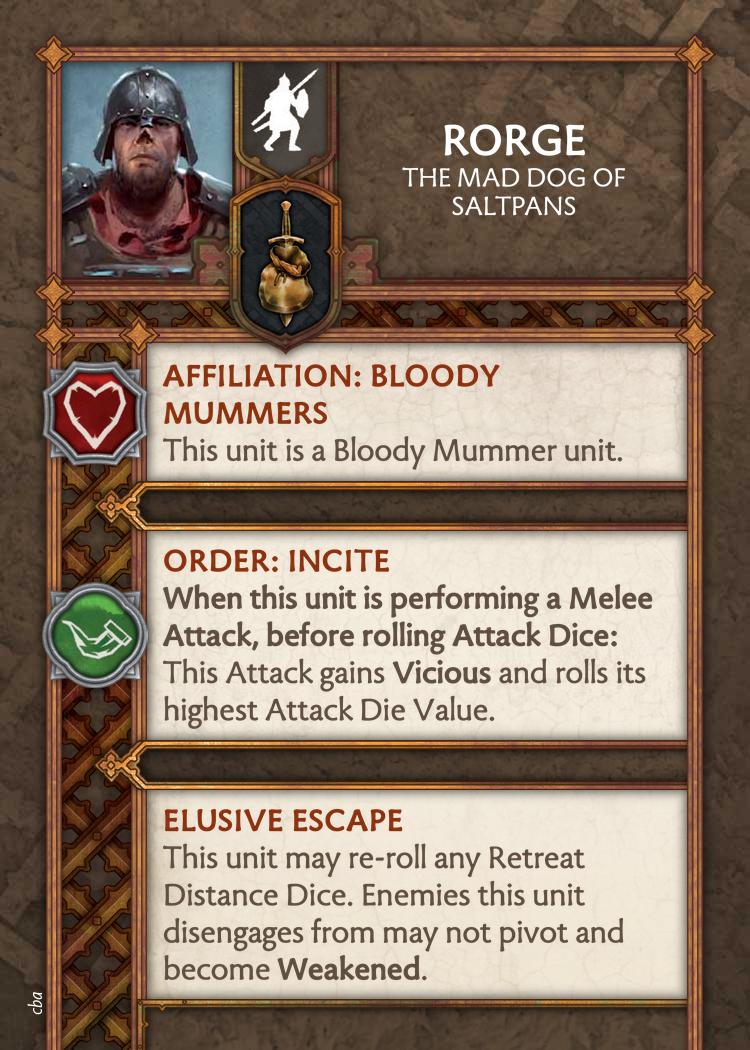 RORGE
THE MAD DOG OF
SALTPANS
AFFILIATION: BLOODY
MUMMERS
This unit is a Bloody Mummer unit.
ORDER: INCITE
When this unit is performing a Melee
Attack, before rolling Attack Dice:
This Attack gains Vicious and rolls its
highest Attack Die Value.
ELUSIVE ESCAPE
This unit may re-roll any Retreat
Distance Dice. Enemies this unit
disengages from may not pivot and
become Weakened.
cba